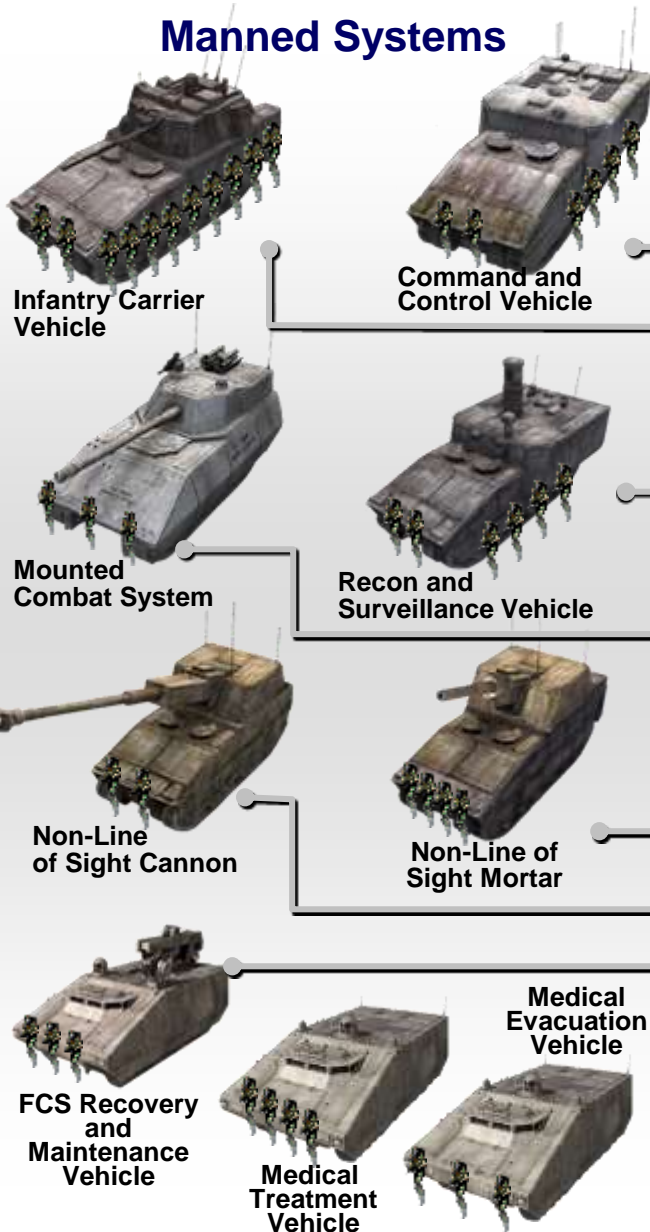 Manned Systems
Infantry Carrier
Vehicle
Command and
Control Vehicle
Mounted
Combat System
Recon and
Surveillance Vehicle
Non-Line
of Sight Cannon
Non-Line of
Sight Mortar
FCS Recovery
and
Maintenance
Vehicle
Medical
Treatment
Vehicle
Medical
Evacuation
Vehicle